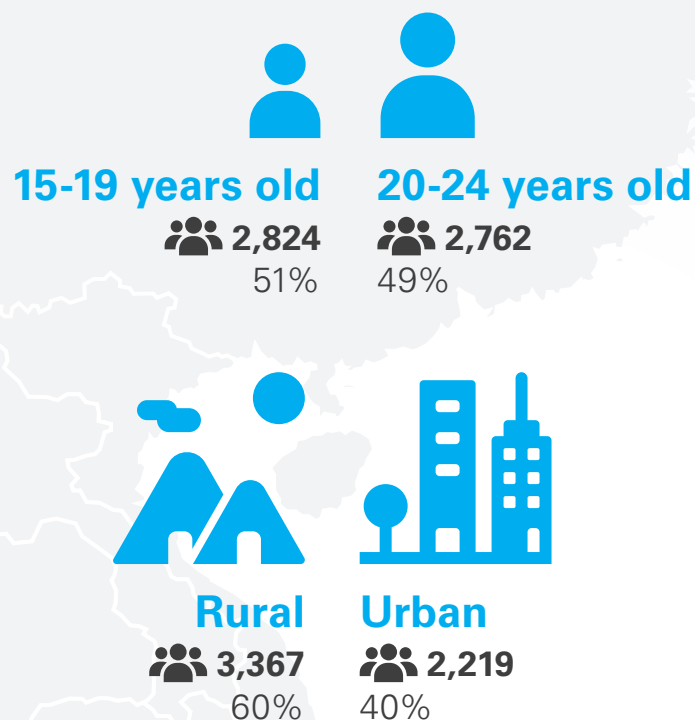 15-19 years old 20-24 years old
2,824 2,762
51% 49%
Rural Urban
3,367 2,219
60% 40%